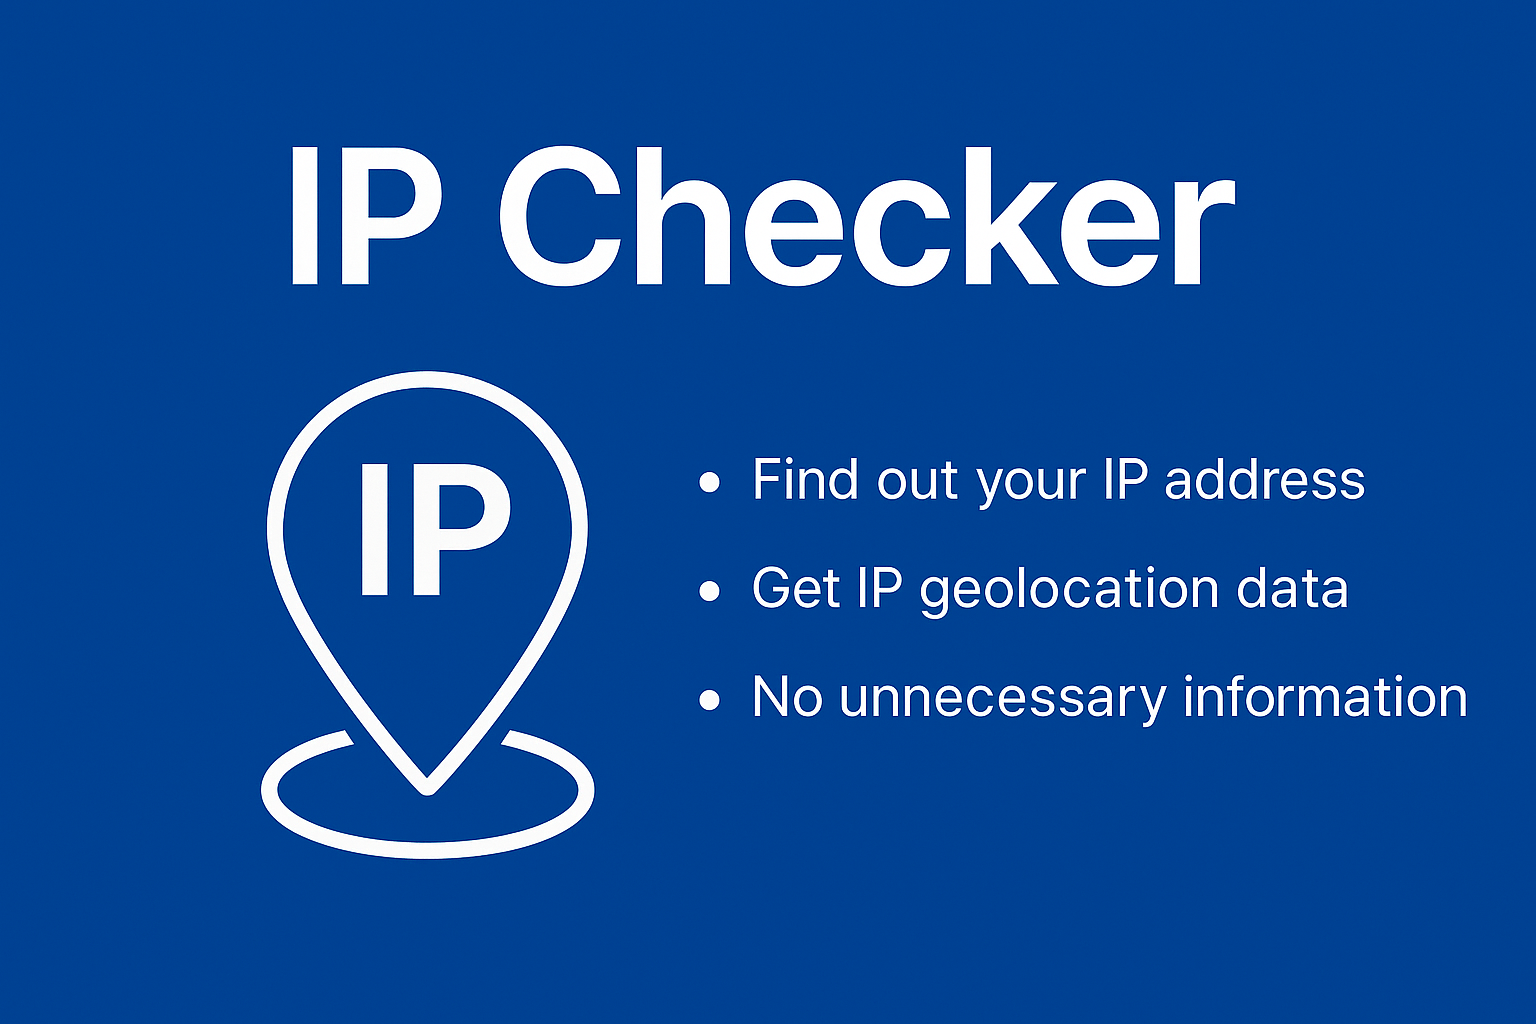 IP Checker
IP
• Find out your IP address
• Get IP geolocation data
• No unnecessary information